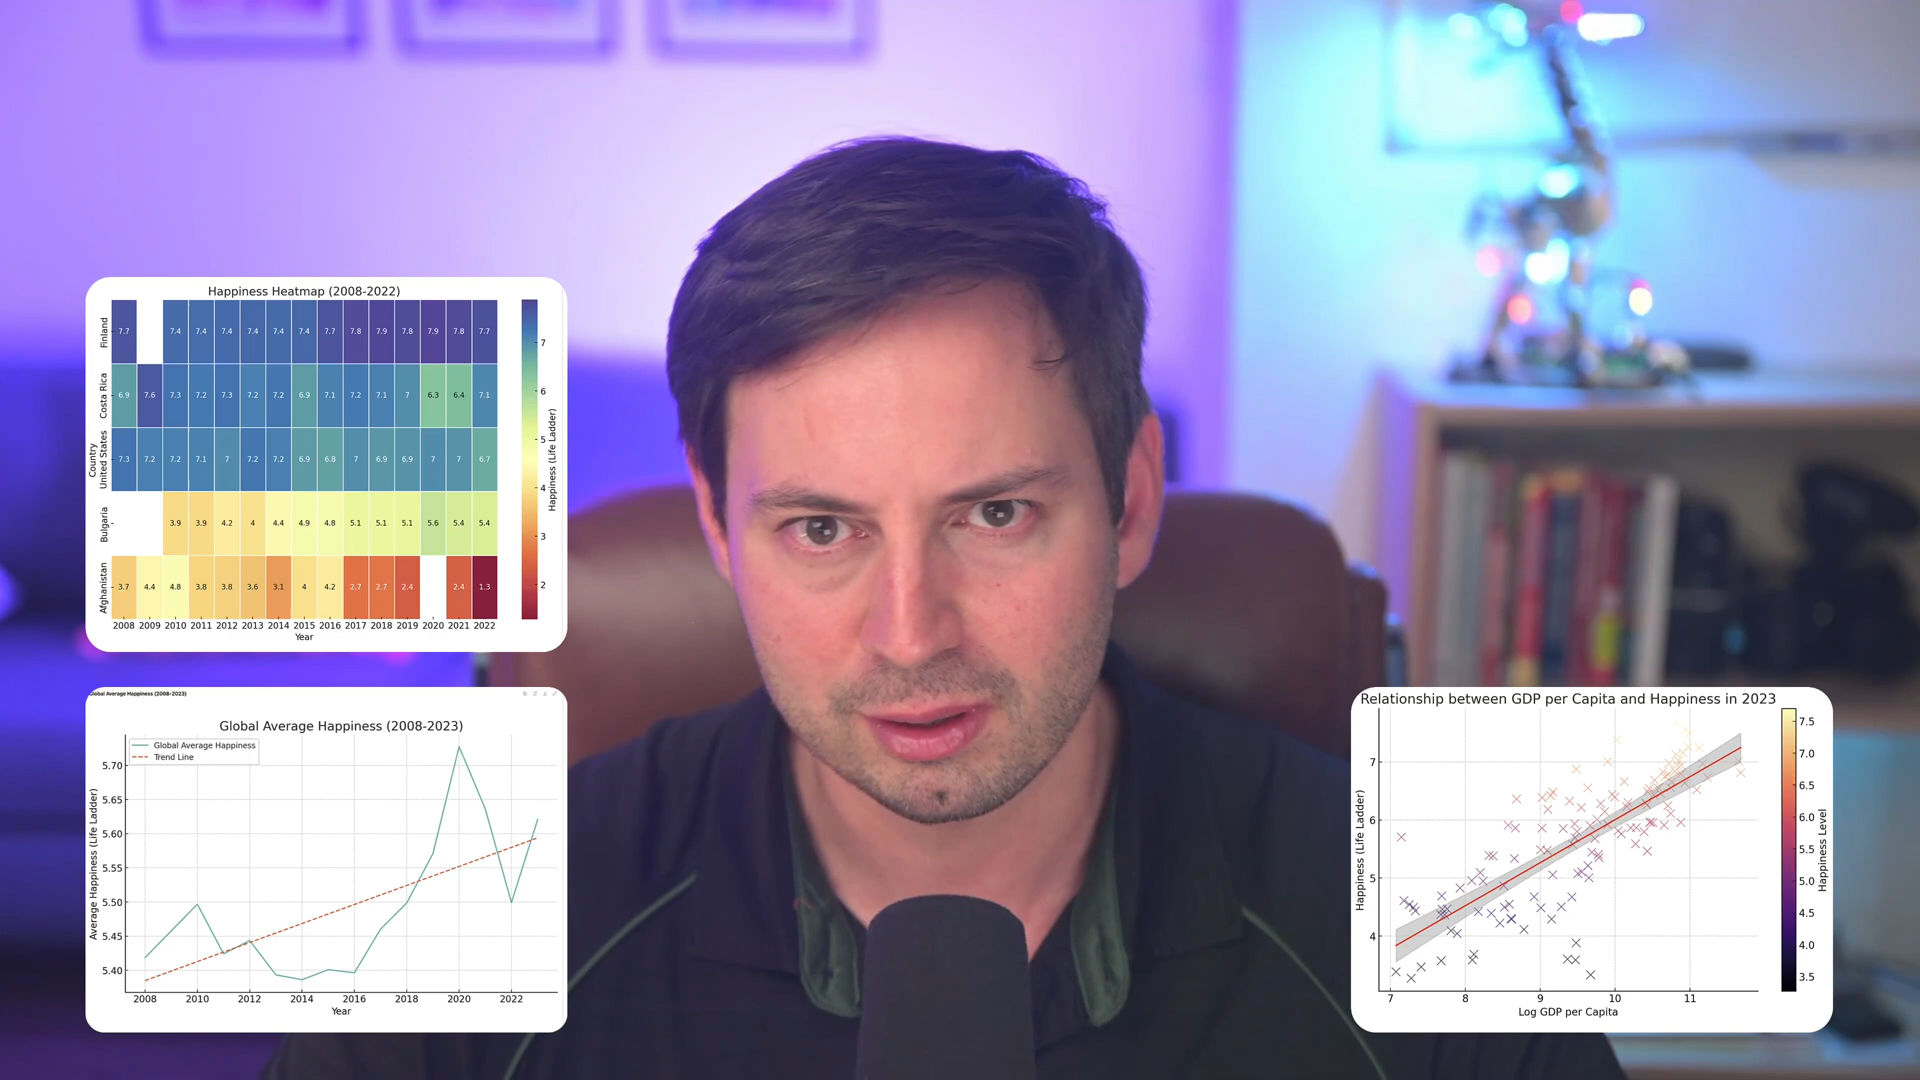 Happiness Heatmap (2008-2022)
Finland
7.7 7.4 7.4 7.4 7.4 7.4 7.4 7.7 7.8 7.9 7.8 7.9 7.8 7.7
Costa Rica
6.9 7.6 7.3 7.2 7.3 7.2 7.2 6.9 7.1 7.2 7.1 7 6.3 6.4 7.1
United States
7.3 7.2 7.2 7.1 7 7.2 7.2 6.9 6.8 7 6.9 6.9 7 7 6.7
Bulgaria
3.9 3.9 4.2 4 4.4 4.9 4.8 5.1 5.1 5.1 5.6 5.4 5.4
Afghanistan
3.7 4.4 4.8 3.8 3.8 3.6 3.1 4 4.2 2.7 2.7 2.4 2.4 1.3
Country
2008 2009 2010 2011 2012 2013 2014 2015 2016 2017 2018 2019 2020 2021 2022
Year
7
6
5
4
3
2
Happiness (Life Ladder)
Global Average Happiness (2008-2023)
Global Average Happiness (2008-2023)
Global Average Happiness
Trend Line
5.70
5.65
5.60
5.55
5.50
5.45
5.40
Average Happiness (Life Ladder)
2008 2010 2012 2014 2016 2018 2020 2022
Year
Relationship between GDP per Capita and Happiness in 2023
7
6
5
4
Happiness (Life Ladder)
7 8 9 10 11
Log GDP per Capita
7.5
7.0
6.5
6.0
5.5
5.0
4.5
4.0
3.5
Happiness Level